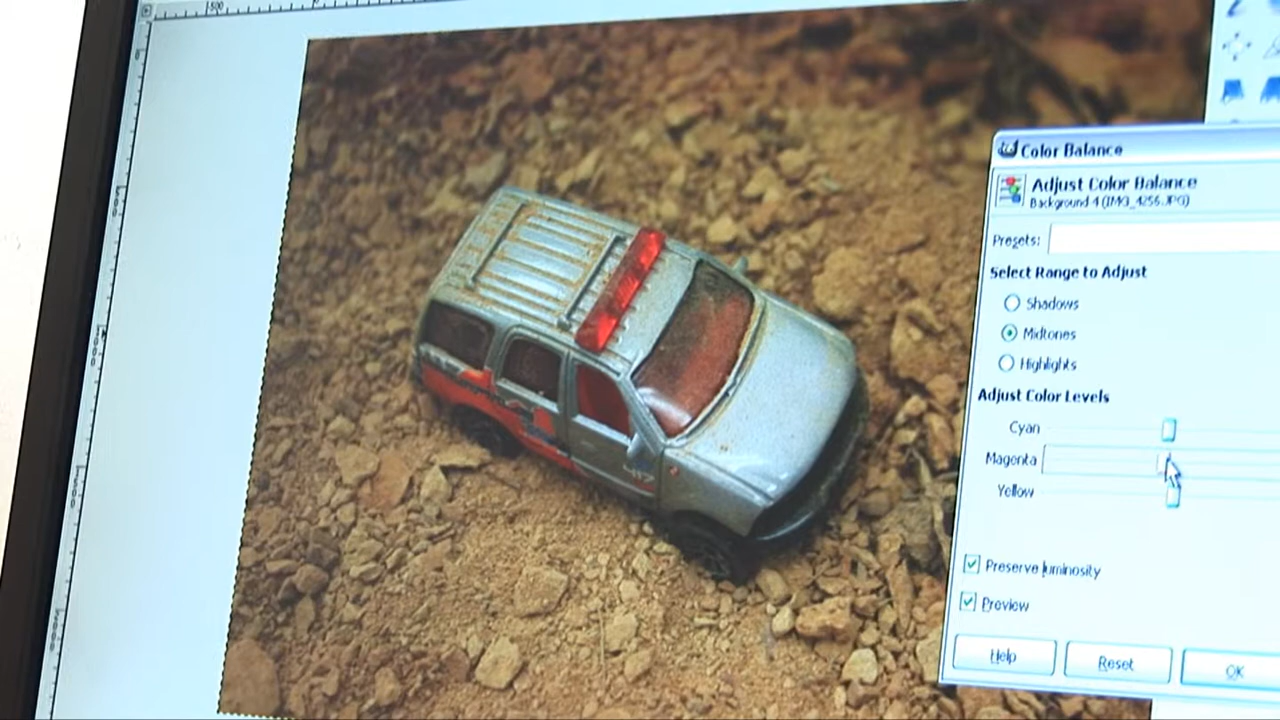 Color Balance
Adjust Color Balance
Background 4 (IMG_4256.JPG)
Presets:
Select Range to Adjust
Shadows
Midtones
Highlights
Adjust Color Levels
Cyan
Magenta
Yellow
Preserve luminosity
Preview
Help Reset OK